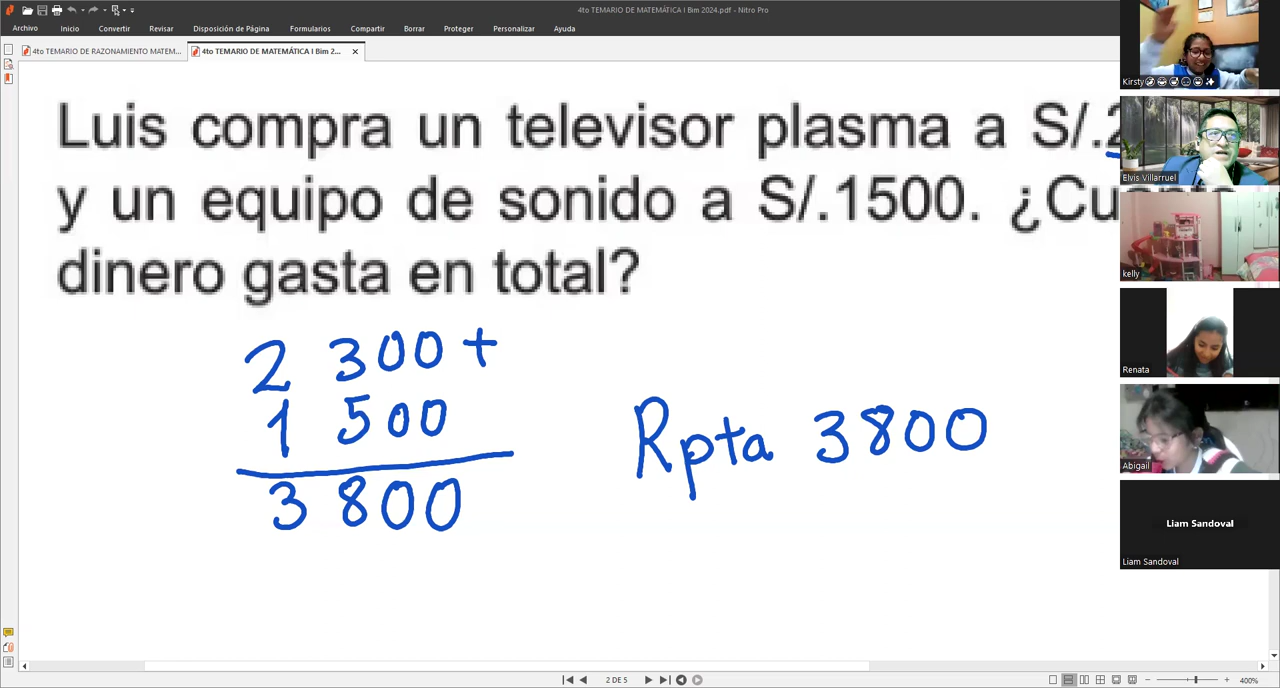 4to TEMARIO DE MATEMÁTICA I Bim 2024.pdf - Nitro Pro
Archivo Inicio Convertir Revisar Disposición de Página Formularios Compartir Borrar Proteger Personalizar Ayuda
4to TEMARIO DE RAZONAMIENTO MATEM... 4to TEMARIO DE MATEMÁTICA I Bim 2...
Luis compra un televisor plasma a S/.2
y un equipo de sonido a S/.1500.
dinero gasta en total?
2 300 +
1 500
3 800
Rpta 3800
Kirsty
Elvis Villarruel
kelly
Renata
Abigail
Liam Sandoval
Liam Sandoval
2 DE 5
400%